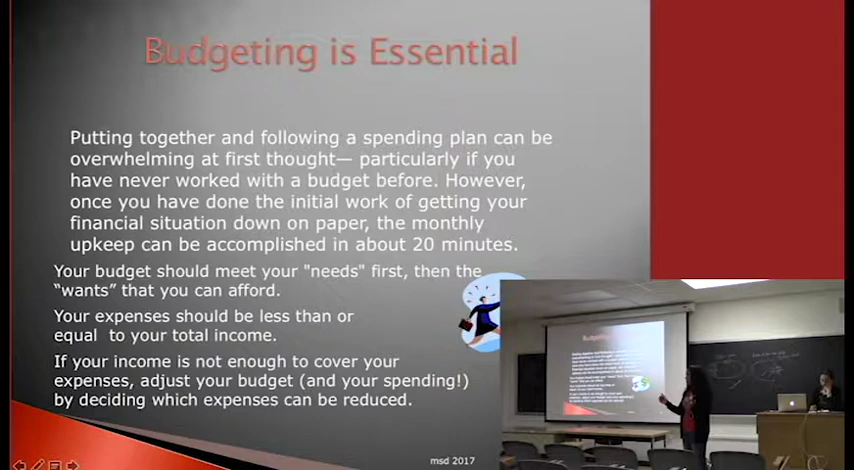 Budgeting is Essential
Putting together and following a spending plan can be
overwhelming at first thought— particularly if you
have never worked with a budget before. However,
once you have done the initial work of getting your
financial situation down on paper, the monthly
upkeep can be accomplished in about 20 minutes.
Your budget should meet your "needs" first, then the
“wants” that you can afford.
Your expenses should be less than or
equal  to your total income.
If your income is not enough to cover your
expenses, adjust your budget (and your spending!)
by deciding which expenses can be reduced.
msd 2017
Budgeting is Essential